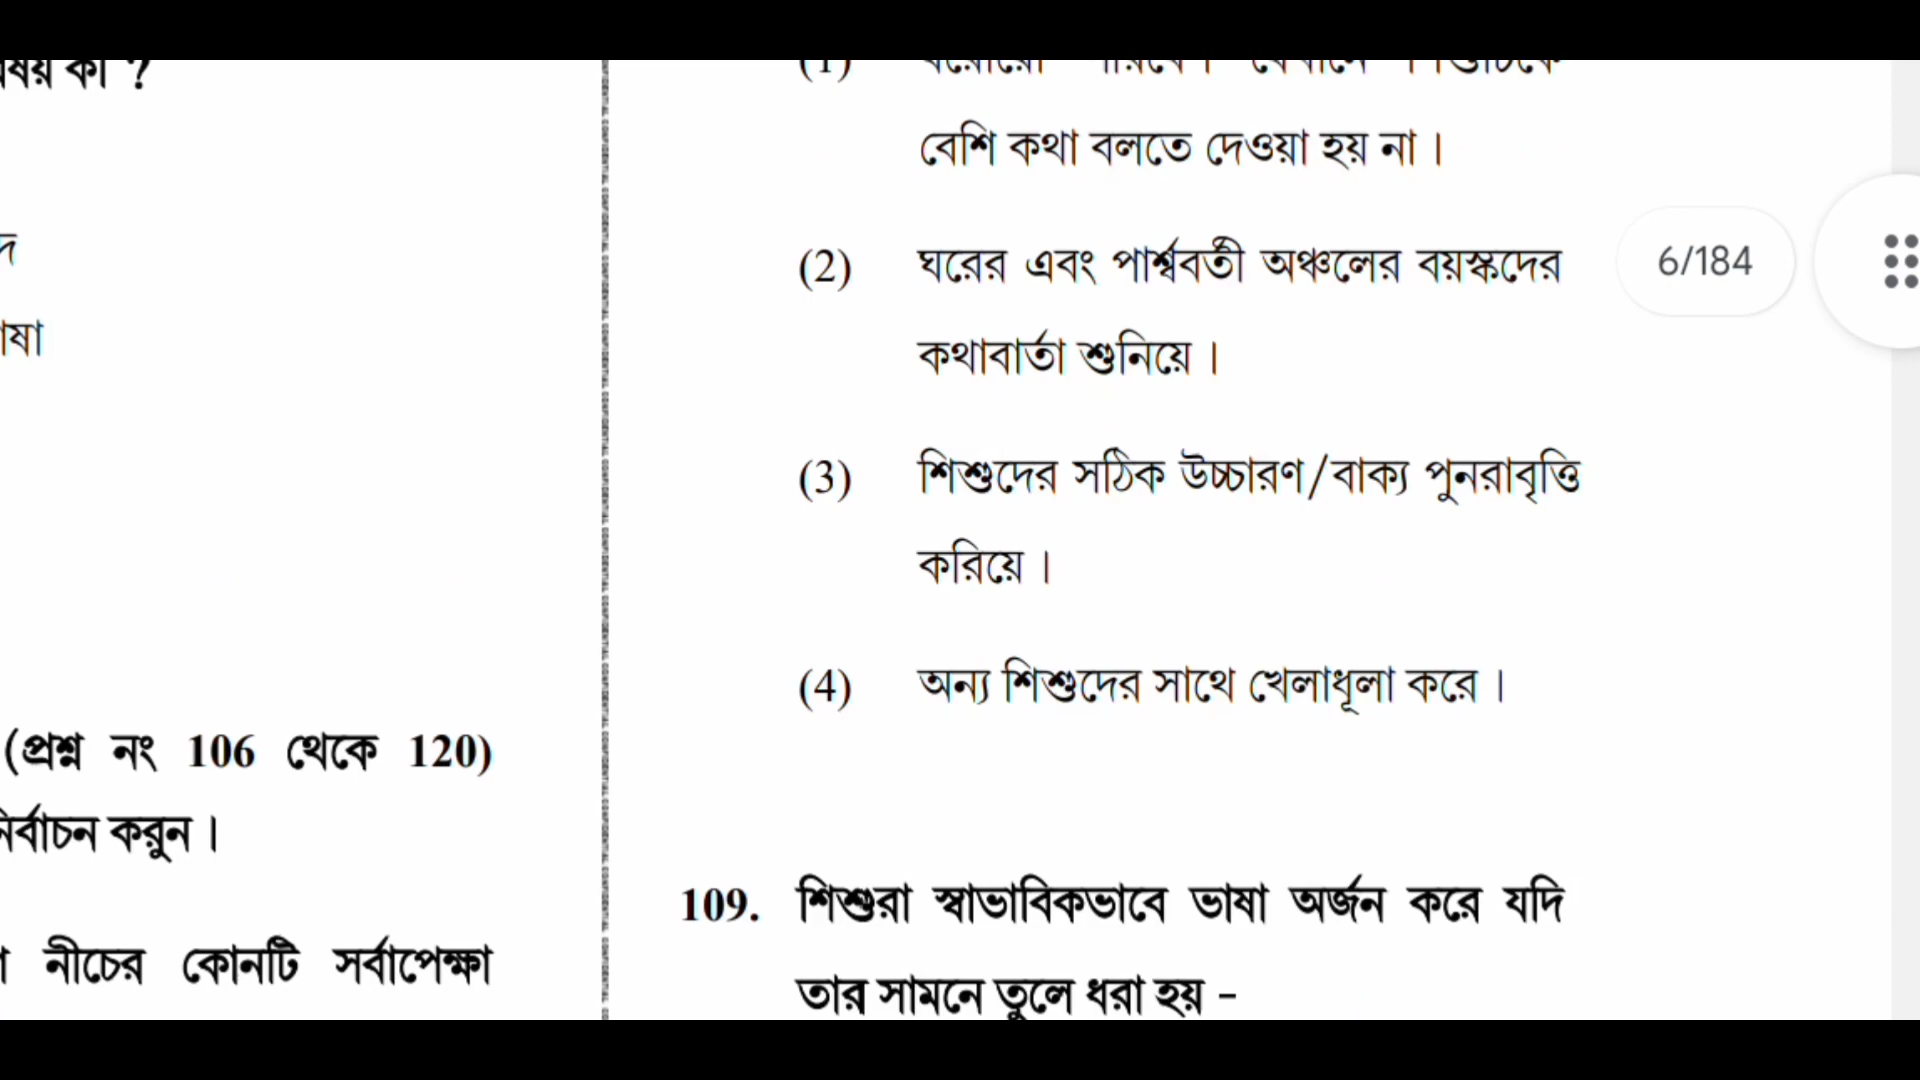 কী ?
(প্রশ্ন নং 106 থেকে 120)
নির্বাচন করুন ।
নীচের কোনটি সর্বাপেক্ষা
(1)
বেশি কথা বলতে দেওয়া হয় না ।
(2) ঘরের এবং পার্শ্ববর্তী অঞ্চলের বয়স্কদের
কথাবার্তা শুনিয়ে ।
(3) শিশুদের সঠিক উচ্চারণ/বাক্য পুনরাবৃত্তি
করিয়ে ।
(4) অন্য শিশুদের সাথে খেলাধূলা করে ।
109. শিশুরা স্বাভাবিকভাবে ভাষা অর্জন করে যদি
তার সামনে তুলে ধরা হয় –
6/184